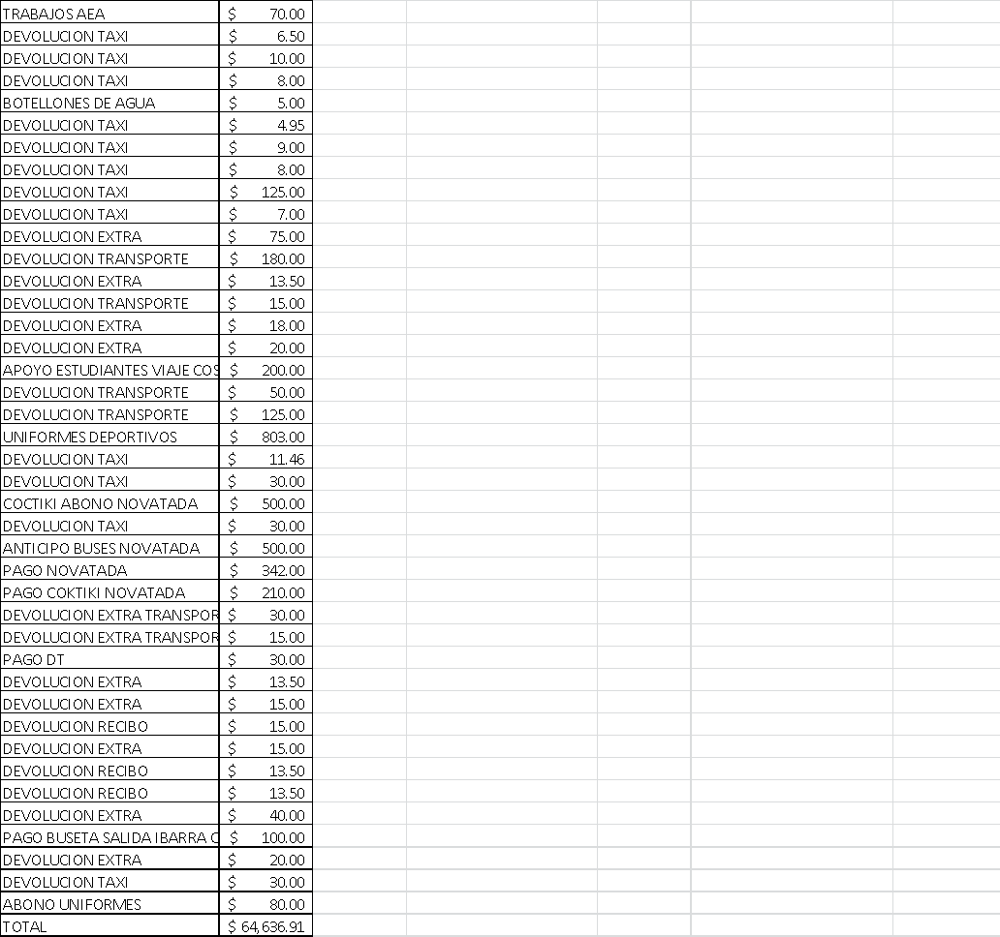 TRABAJOS AEA $ 70.00
DEVOLUCION TAXI $ 6.50
DEVOLUCION TAXI $ 10.00
DEVOLUCION TAXI $ 8.00
BOTELLONES DE AGUA $ 5.00
DEVOLUCION TAXI $ 4.95
DEVOLUCION TAXI $ 9.00
DEVOLUCION TAXI $ 8.00
DEVOLUCION TAXI $ 125.00
DEVOLUCION TAXI $ 7.00
DEVOLUCION EXTRA $ 75.00
DEVOLUCION TRANSPORTE $ 180.00
DEVOLUCION EXTRA $ 13.50
DEVOLUCION TRANSPORTE $ 15.00
DEVOLUCION EXTRA $ 18.00
DEVOLUCION EXTRA $ 20.00
APOYO ESTUDIANTES VIAJE COS $ 200.00
DEVOLUCION TRANSPORTE $ 50.00
DEVOLUCION TRANSPORTE $ 125.00
UNIFORMES DEPORTIVOS $ 803.00
DEVOLUCION TAXI $ 11.46
DEVOLUCION TAXI $ 30.00
COCTIKI ABONO NOVATADA $ 500.00
DEVOLUCION TAXI $ 30.00
ANTICIPO BUSES NOVATADA $ 500.00
PAGO NOVATADA $ 342.00
PAGO COKTIKI NOVATADA $ 210.00
DEVOLUCION EXTRA TRANSPOR $ 30.00
DEVOLUCION EXTRA TRANSPOR $ 15.00
PAGO DT $ 30.00
DEVOLUCION EXTRA $ 13.50
DEVOLUCION EXTRA $ 15.00
DEVOLUCION RECIBO $ 15.00
DEVOLUCION EXTRA $ 15.00
DEVOLUCION RECIBO $ 13.50
DEVOLUCION RECIBO $ 13.50
DEVOLUCION EXTRA $ 40.00
PAGO BUSETA SALIDA IBARRA C $ 100.00
DEVOLUCION EXTRA $ 20.00
DEVOLUCION TAXI $ 30.00
ABONO UNIFORMES $ 80.00
TOTAL $ 64,636.91